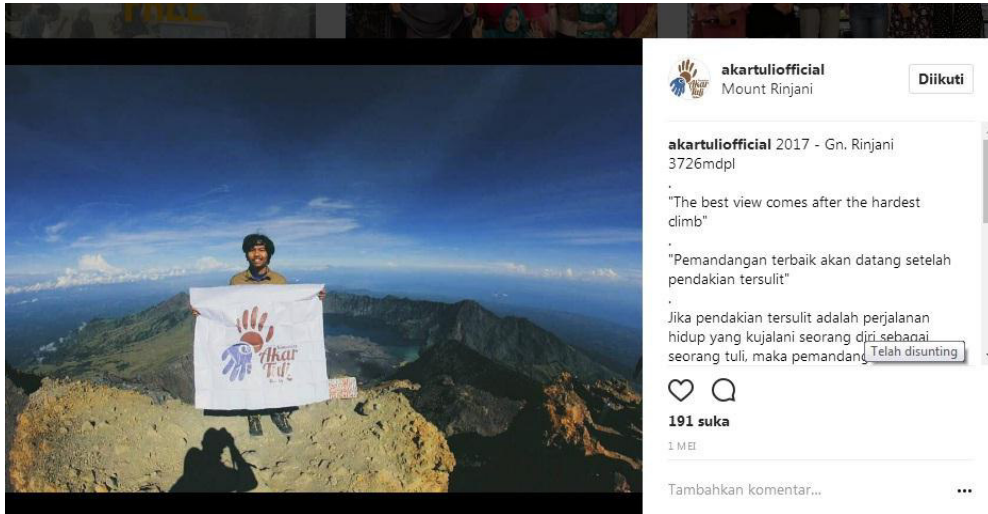 FREE
akartuliofficial
Mount Rinjani
Diikuti
akartuliofficial 2017 - Gn. Rinjani
3726mdpl
.
"The best view comes after the hardest
climb"
.
"Pemandangan terbaik akan datang setelah
pendakian tersulit"
.
Jika pendakian tersulit adalah perjalanan
hidup yang kujalani seorang diri sebagai
seorang tuli, maka pemandang
Telah disunting
191 suka
1 MEI
Tambahkan komentar...
Akar
Tuli